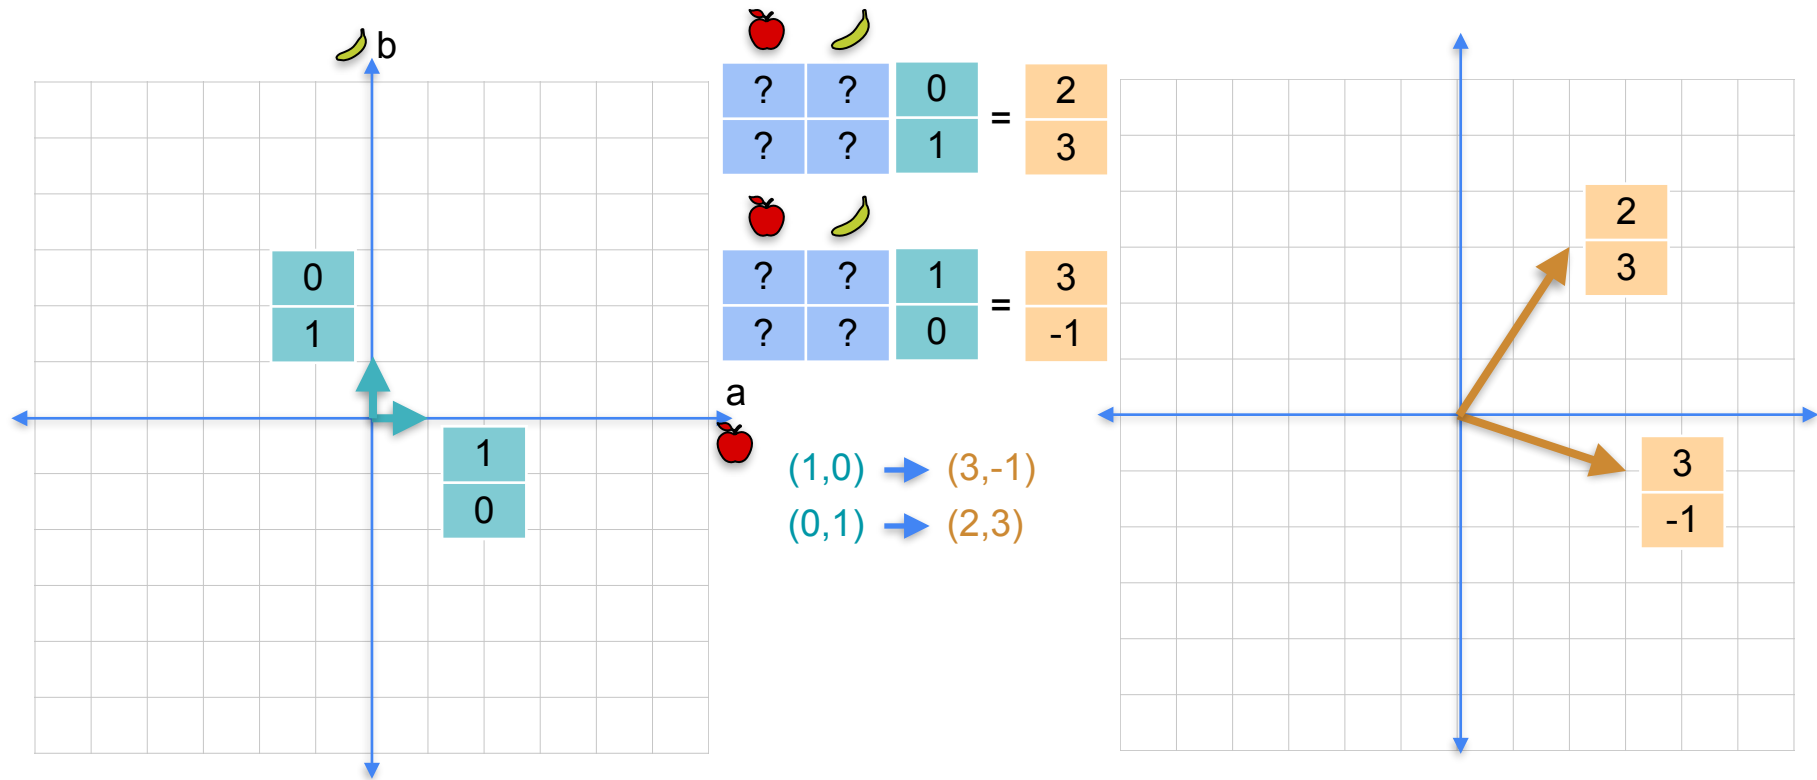 b
? ? 0 = 2
? ? 1 3
? ? 1 = 3
? ? 0 -1
0
1
a
1
0
(1,0) (3,-1)
(0,1) (2,3)
2
3
3
-1